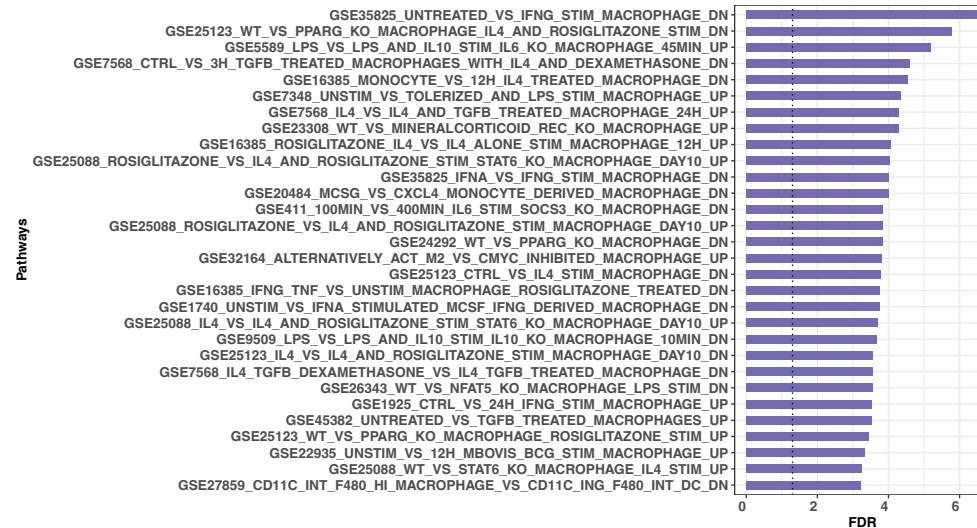 GSE35825_UNTREATED_VS_IFNG_STIM_MACROPHAGE_DN
GSE25123_WT_VS_PPARG_KO_MACROPHAGE_IL4_AND_ROSIGLITAZONE_STIM_DN
GSE5589_LPS_VS_LPS_AND_IL10_STIM_IL6_KO_MACROPHAGE_45MIN_UP
GSE7568_CTRL_VS_3H_TGFB_TREATED_MACROPHAGES_WITH_IL4_AND_DEXAMETHASONE_DN
GSE16385_MONOCYTE_VS_12H_IL4_TREATED_MACROPHAGE_DN
GSE7348_UNSTIM_VS_TOLERIZED_AND_LPS_STIM_MACROPHAGE_UP
GSE7568_IL4_VS_IL4_AND_TGFB_TREATED_MACROPHAGE_24H_UP
GSE23308_WT_VS_MINERALCORTICOID_REC_KO_MACROPHAGE_UP
GSE16385_ROSIGLITAZONE_IL4_VS_IL4_ALONE_STIM_MACROPHAGE_12H_UP
GSE25088_ROSIGLITAZONE_VS_IL4_AND_ROSIGLITAZONE_STIM_STAT6_KO_MACROPHAGE_DAY10_UP
GSE35825_IFNA_VS_IFNG_STIM_MACROPHAGE_DN
GSE20484_MCSG_VS_CXCL4_MONOCYTE_DERIVED_MACROPHAGE_DN
GSE411_100MIN_VS_400MIN_IL6_STIM_SOCS3_KO_MACROPHAGE_DN
GSE25088_ROSIGLITAZONE_VS_IL4_AND_ROSIGLITAZONE_STIM_MACROPHAGE_DAY10_UP
GSE24292_WT_VS_PPARG_KO_MACROPHAGE_DN
GSE32164_ALTERNATIVELY_ACT_M2_VS_CMYC_INHIBITED_MACROPHAGE_UP
GSE25123_CTRL_VS_IL4_STIM_MACROPHAGE_DN
GSE16385_IFNG_TNF_VS_UNSTIM_MACROPHAGE_ROSIGLITAZONE_TREATED_DN
GSE1740_UNSTIM_VS_IFNA_STIMULATED_MCSF_IFNG_DERIVED_MACROPHAGE_DN
GSE25088_IL4_VS_IL4_AND_ROSIGLITAZONE_STIM_STAT6_KO_MACROPHAGE_DAY10_UP
GSE9509_LPS_VS_LPS_AND_IL10_STIM_IL10_KO_MACROPHAGE_10MIN_DN
GSE25123_IL4_VS_IL4_AND_ROSIGLITAZONE_STIM_MACROPHAGE_DAY10_DN
GSE7568_IL4_TGFB_DEXAMETHASONE_VS_IL4_TGFB_TREATED_MACROPHAGE_DN
GSE26343_WT_VS_NFAT5_KO_MACROPHAGE_LPS_STIM_DN
GSE1925_CTRL_VS_24H_IFNG_STIM_MACROPHAGE_UP
GSE45382_UNTREATED_VS_TGFB_TREATED_MACROPHAGES_UP
GSE25123_WT_VS_PPARG_KO_MACROPHAGE_ROSIGLITAZONE_STIM_UP
GSE22935_UNSTIM_VS_12H_MBOVIS_BCG_STIM_MACROPHAGE_UP
GSE25088_WT_VS_STAT6_KO_MACROPHAGE_IL4_STIM_UP
GSE27859_CD11C_INT_F480_HI_MACROPHAGE_VS_CD11C_ING_F480_INT_DC_DN
Pathways
0 2 4 6
FDR